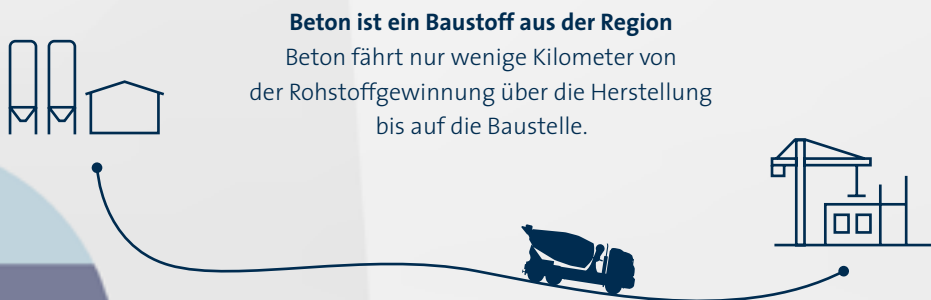 Beton ist ein Baustoff aus der Region
Beton fährt nur wenige Kilometer von
der Rohstoffgewinnung über die Herstellung
bis auf die Baustelle.